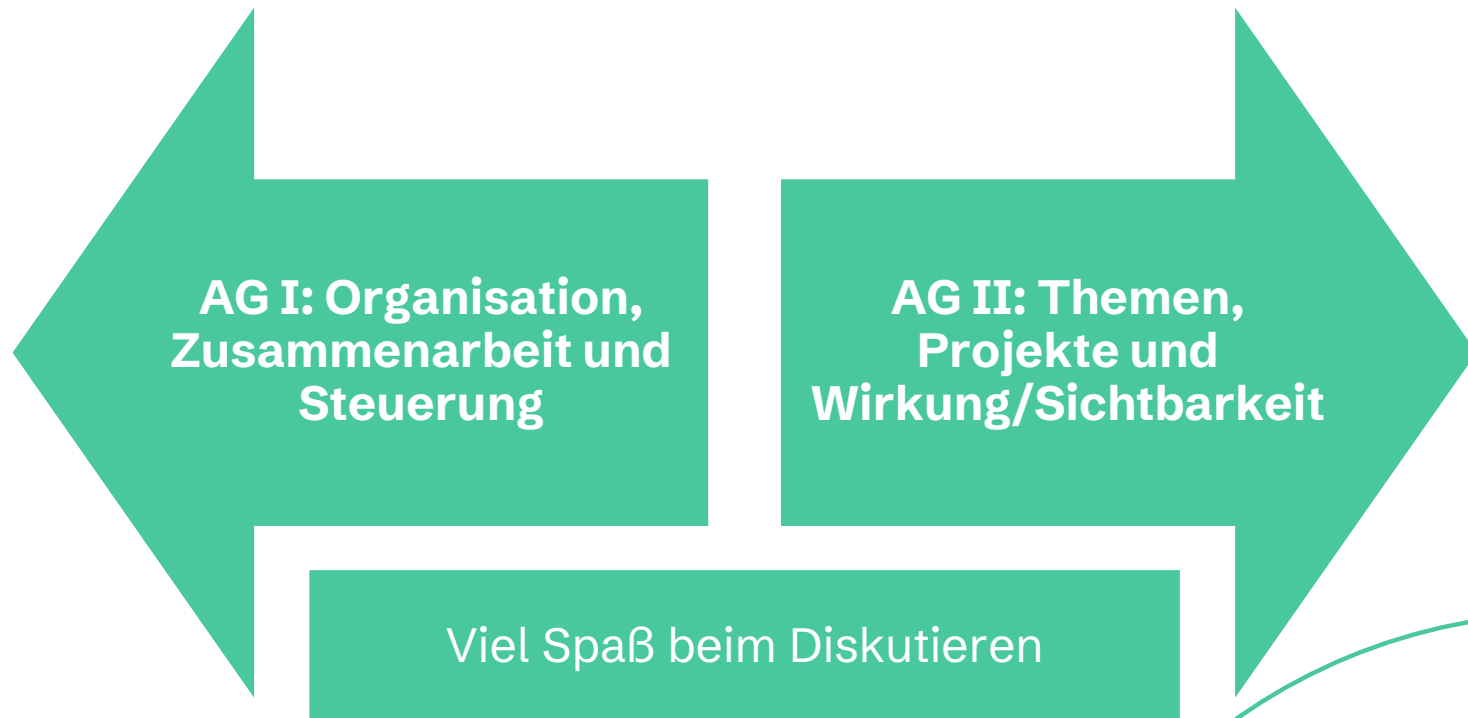 AG I: Organisation,
Zusammenarbeit und
Steuerung
AG II: Themen,
Projekte und
Wirkung/Sichtbarkeit
Viel Spaß beim Diskutieren